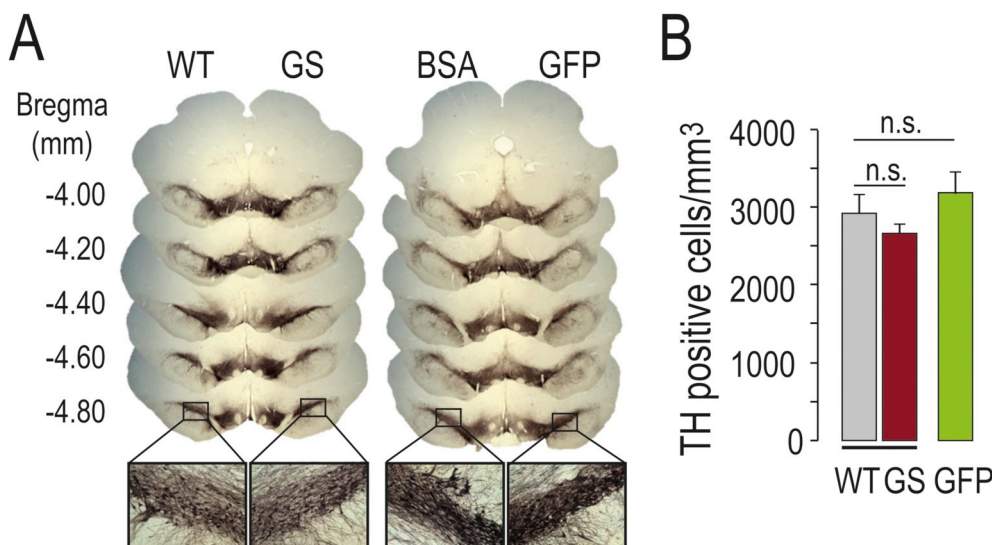 A
WT GS BSA GFP
Bregma
(mm)
-4.00
-4.20
-4.40
-4.60
-4.80
B
TH positive cells/mm³
4000
3000
2000
1000
0
n.s.
n.s.
WT GS GFP